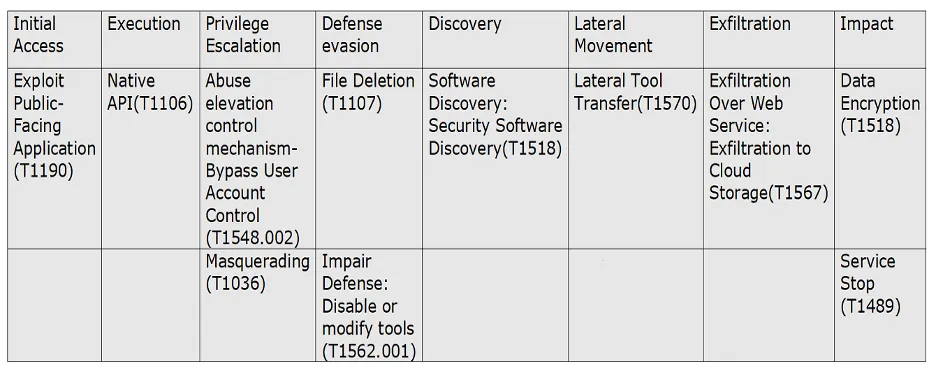 Initial
Access
Execution
Privilege
Escalation
Defense
evasion
Discovery
Lateral
Movement
Exfiltration
Impact
Exploit
Public-
Facing
Application
(T1190)
Native
API(T1106)
Abuse
elevation
control
mechanism-
Bypass User
Account
Control
(T1548.002)
File Deletion
(T1107)
Software
Discovery:
Security Software
Discovery(T1518)
Lateral Tool
Transfer(T1570)
Exfiltration
Over Web
Service:
Exfiltration to
Cloud
Storage(T1567)
Data
Encryption
(T1518)
Masquerading
(T1036)
Impair
Defense:
Disable or
modify tools
(T1562.001)
Service
Stop
(T1489)